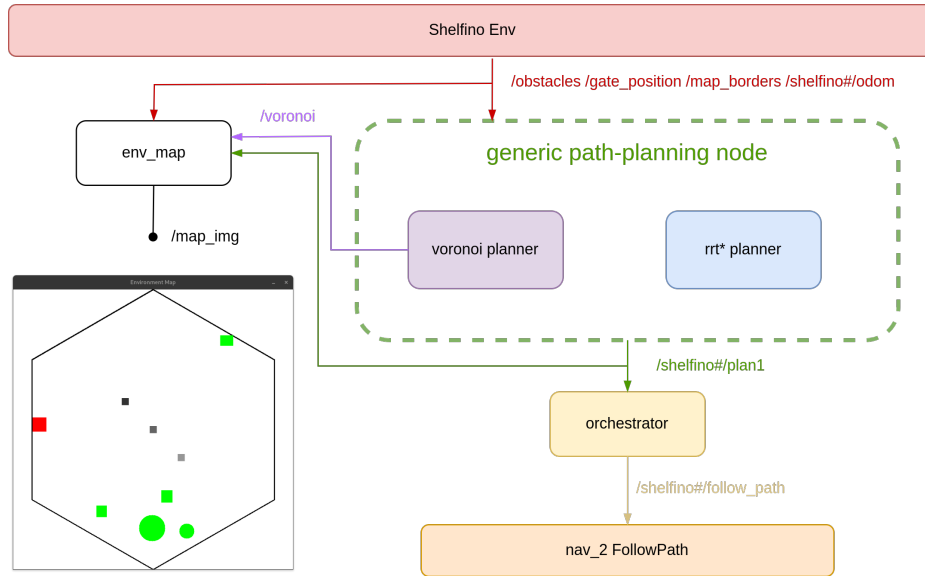 Shelfino Env
/obstacles /gate_position /map_borders /shelfino#/odom
/voronoi
env_map
generic path-planning node
voronoi planner
rrt* planner
/map_img
Environment Map
/shelfino#/plan1
orchestrator
/shelfino#/follow_path
nav_2 FollowPath